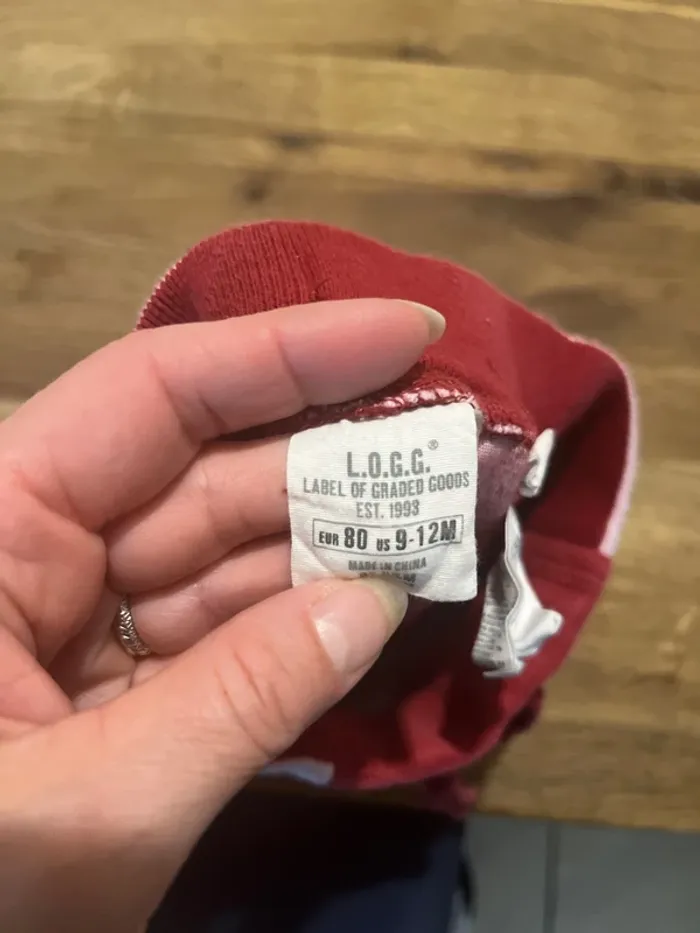 L.O.G.G.®
LABEL OF GRADED GOODS
EST. 1993
EUR 80 US 9-12M
MADE IN CHINA